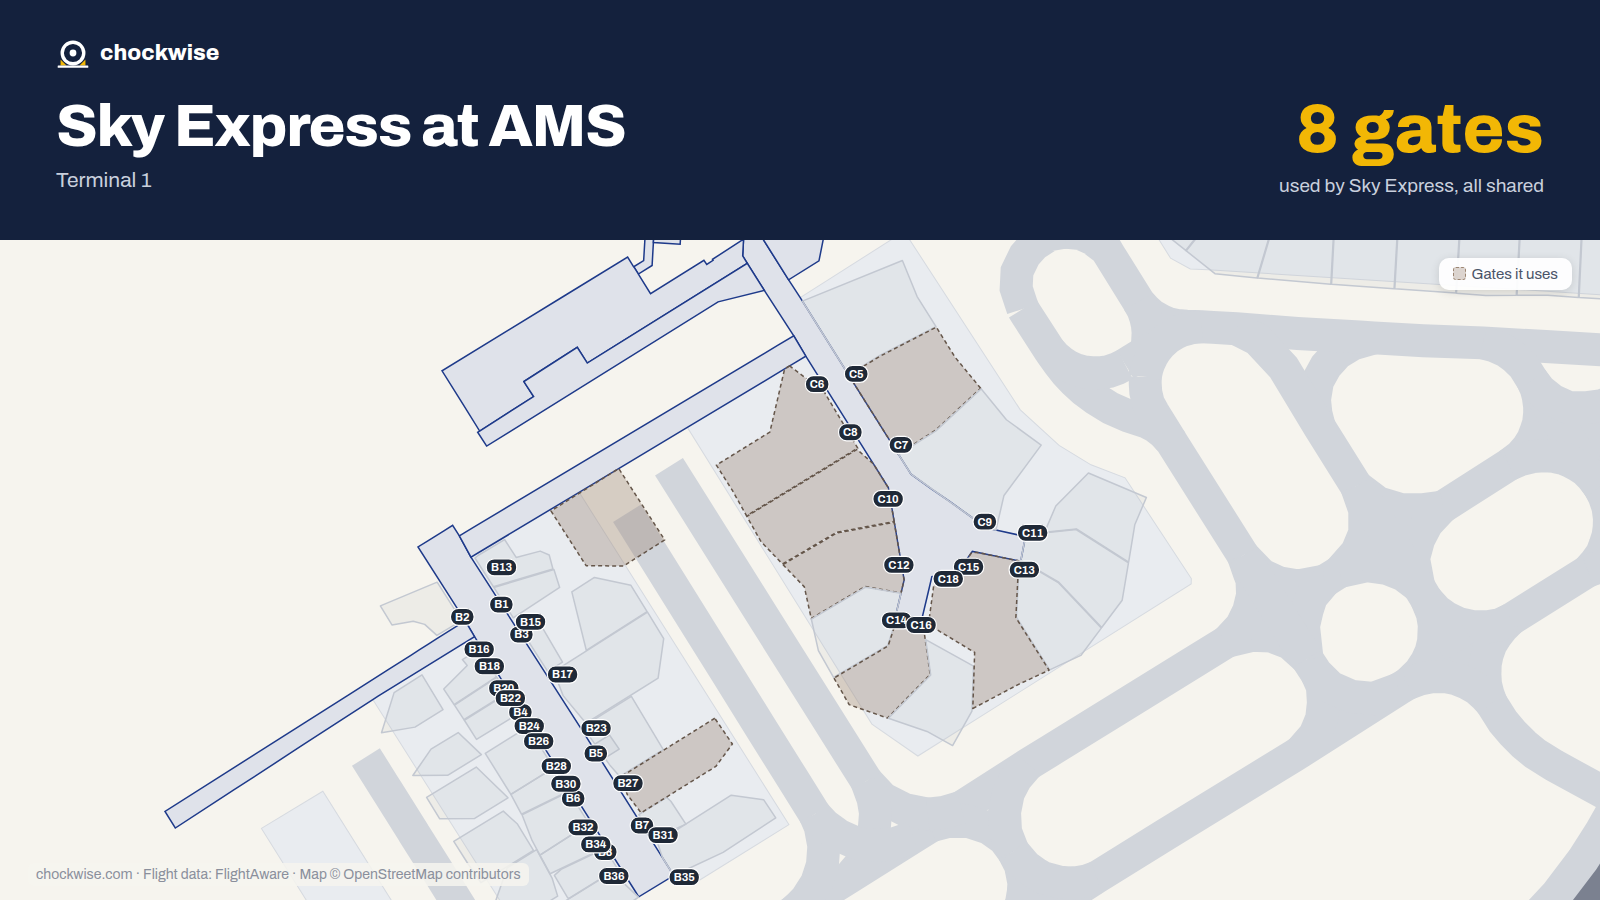 chockwise
Sky Express at AMS
Terminal 1
8 gates
used by Sky Express, all shared
Gates it uses
C5
C6
C8
C7
C10
C9
C11
C12
C15
C13
C18
C14
C16
B13
B1
B2
B15
B3
B16
B18
B17
B20
B22
B4
B24
B23
B26
B5
B28
B30
B27
B6
B32
B7
B31
B34
B36
B35
chockwise.com · Flight data: FlightAware · Map © OpenStreetMap contributors